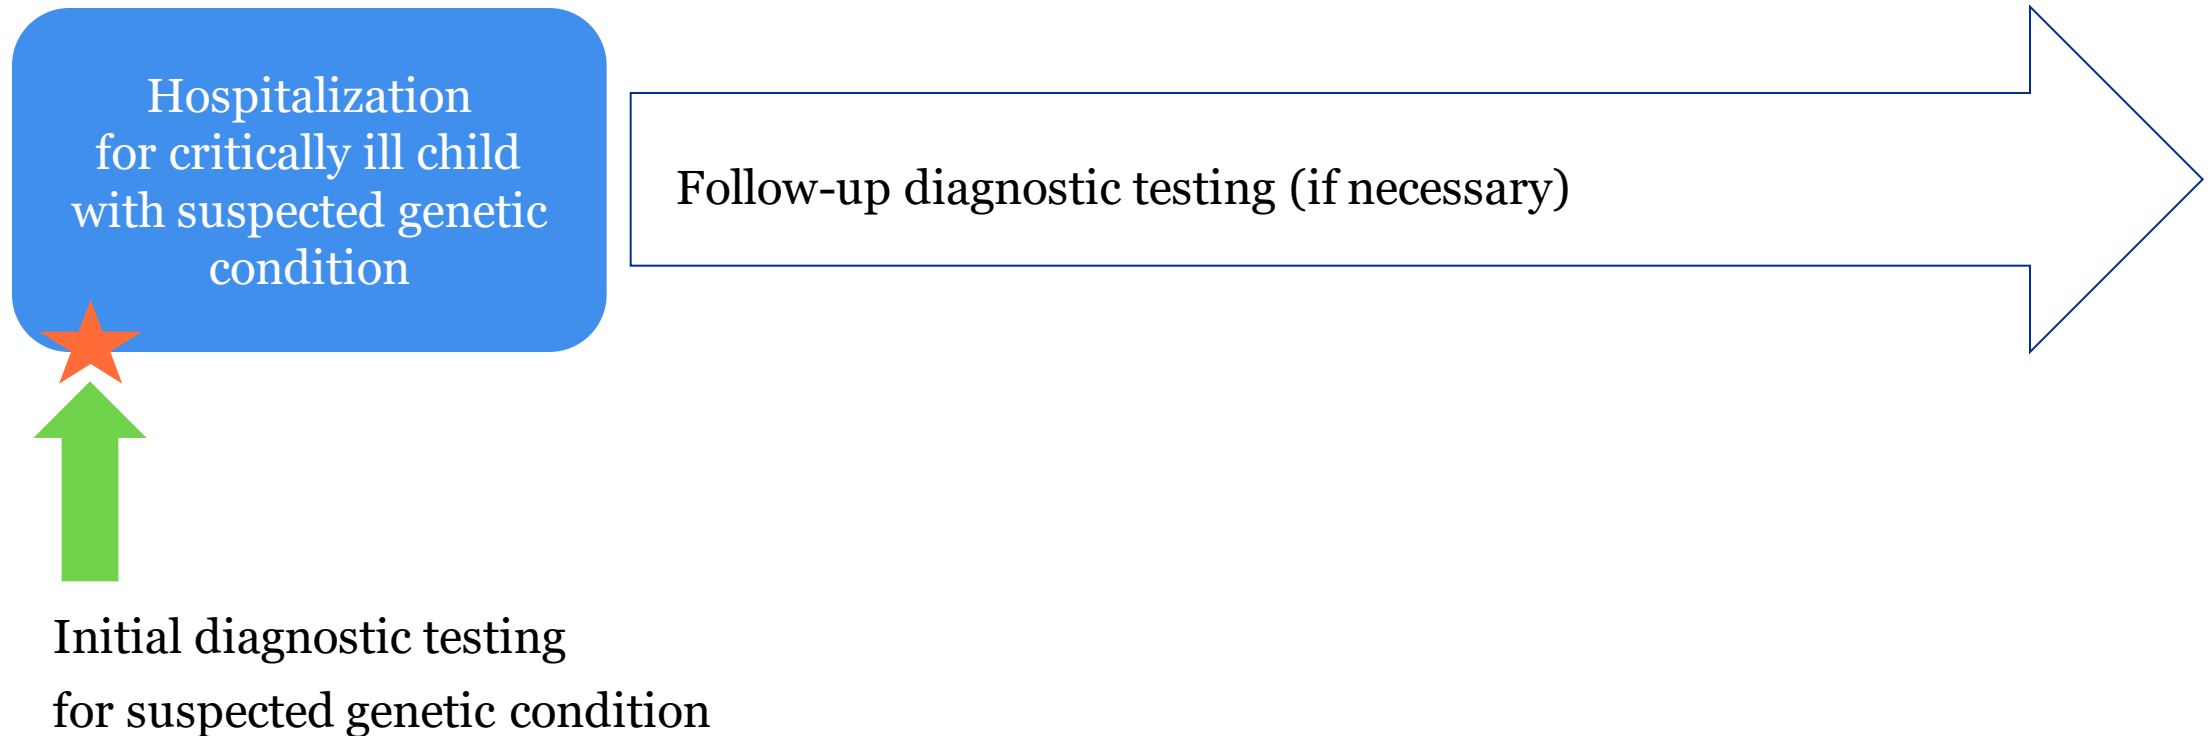 Hospitalization
for critically ill child
with suspected genetic
condition
Follow-up diagnostic testing (if necessary)
Initial diagnostic testing
for suspected genetic condition